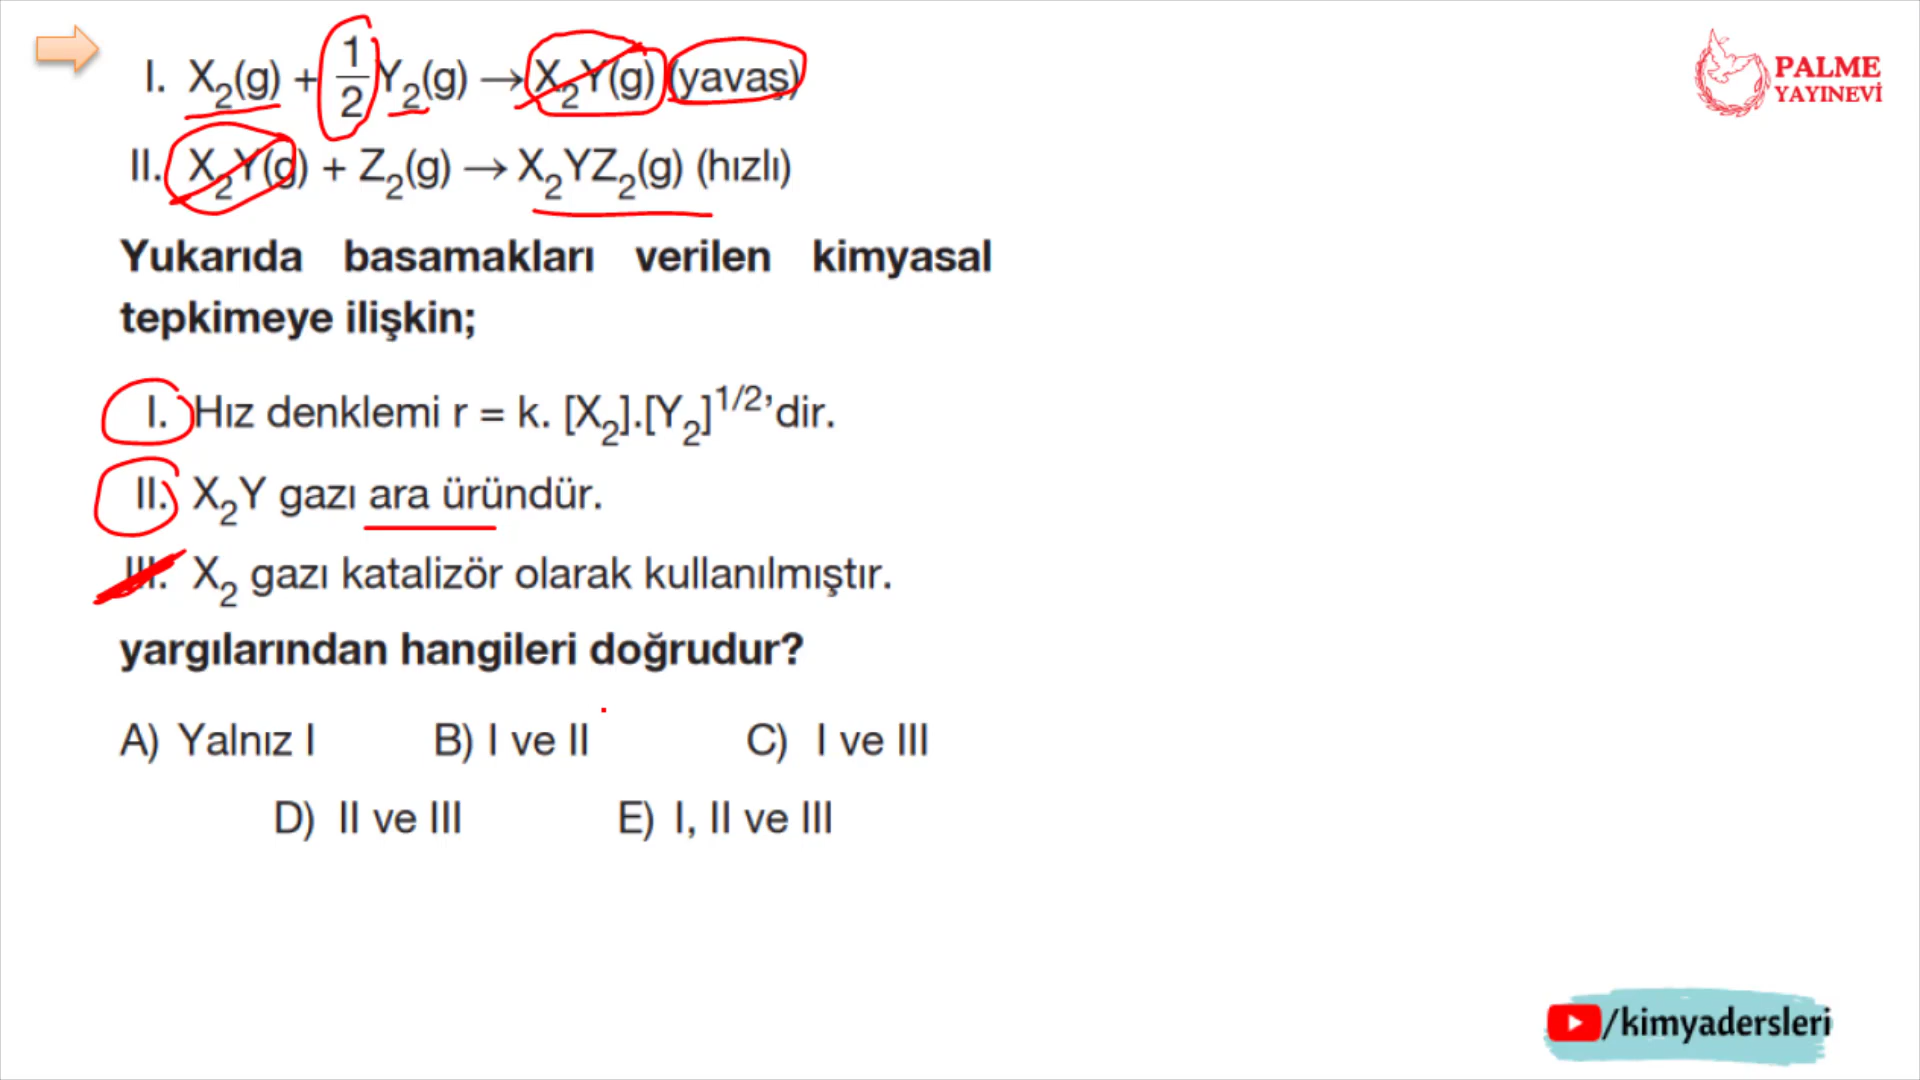 I. X₂(g) + 1/2 Y₂(g) → X₂Y(g) (yavaş)
II. X₂Y(g) + Z₂(g) → X₂YZ₂(g) (hızlı)
Yukarıda basamakları verilen kimyasal
tepkimeye ilişkin;
I. Hız denklemi r = k. [X₂].[Y₂]^1/2'dir.
II. X₂Y gazı ara üründür.
III. X₂ gazı katalizör olarak kullanılmıştır.
yargılarından hangileri doğrudur?
A) Yalnız I B) I ve II C) I ve III
D) II ve III E) I, II ve III
PALME
YAYINEVİ
/kimyadersleri